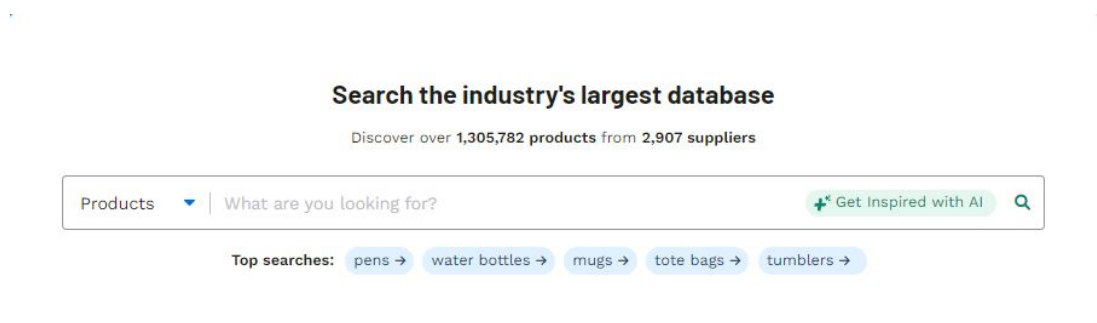 Search the industry's largest database
Discover over 1,305,782 products from 2,907 suppliers
Products What are you looking for? Get Inspired with AI
Top searches: pens → water bottles → mugs → tote bags → tumblers →